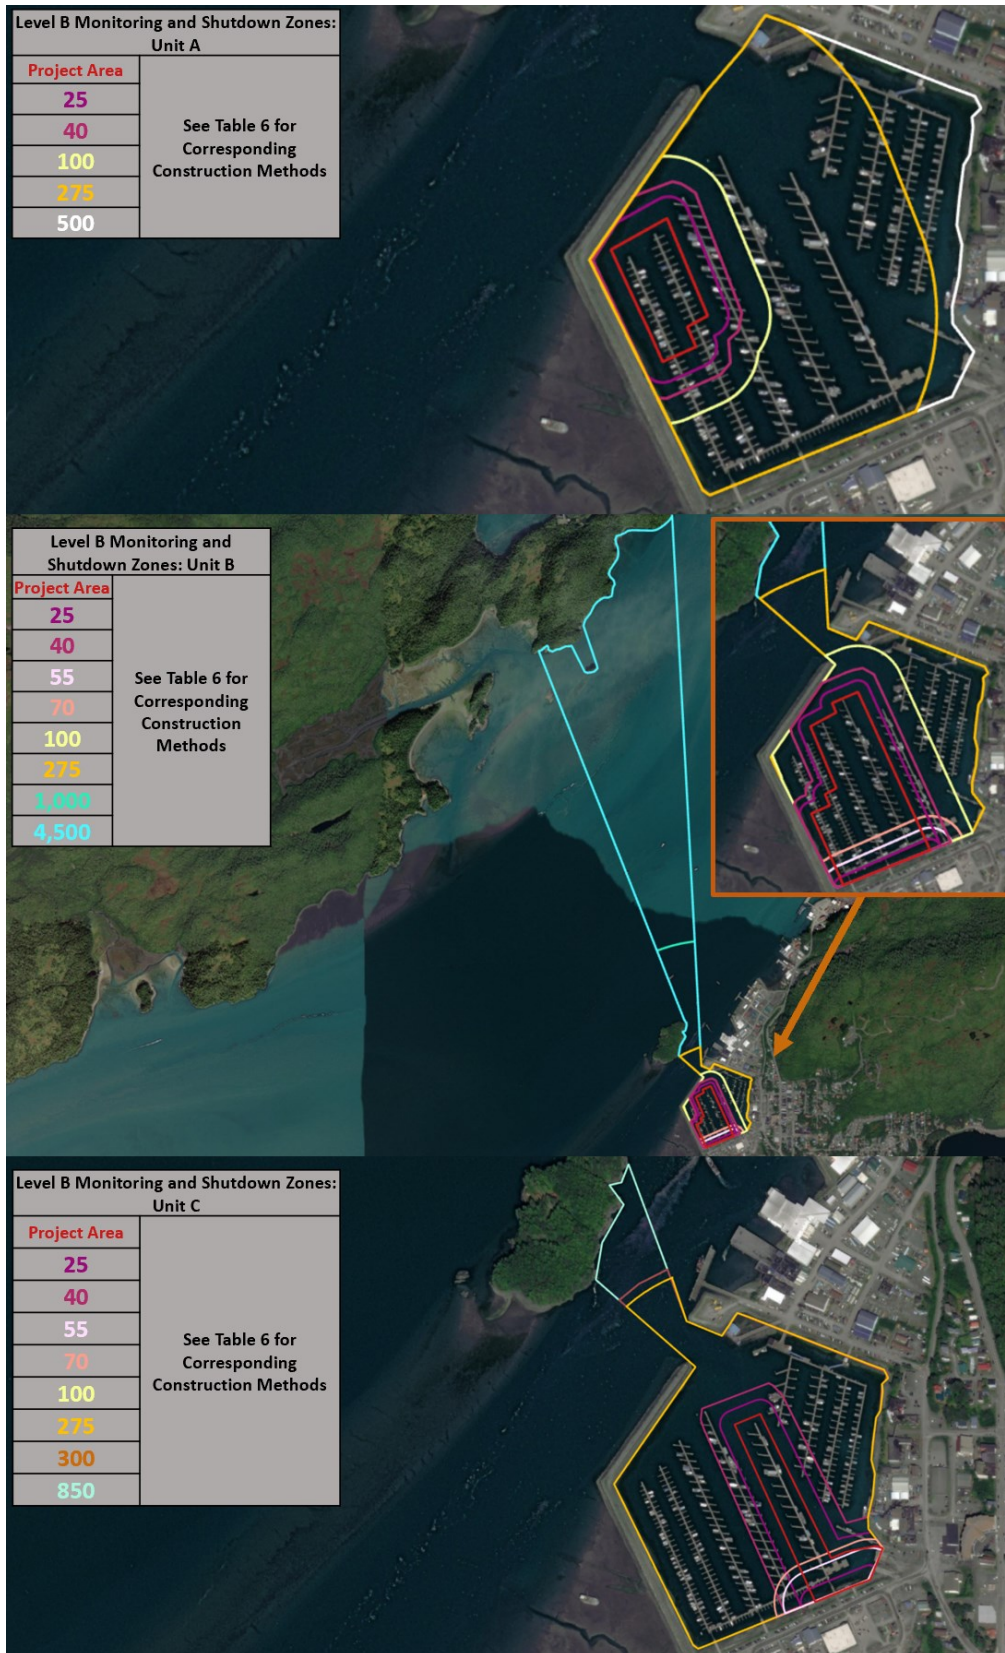 Level B Monitoring and Shutdown Zones:
Unit A
Project Area
25
40
100
275
500
See Table 6 for
Corresponding
Construction Methods
Level B Monitoring and
Shutdown Zones: Unit B
Project Area
25
40
55
70
100
275
1,000
4,500
See Table 6 for
Corresponding
Construction
Methods
Level B Monitoring and Shutdown Zones:
Unit C
Project Area
25
40
55
70
100
275
300
850
See Table 6 for
Corresponding
Construction Methods